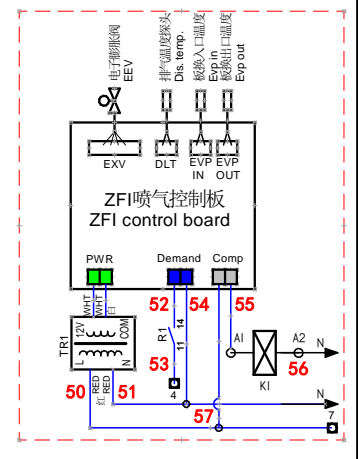 电子膨胀阀
EEV
排气温度探头
Dis. temp.
板换入口温度
Evp in
板换出口温度
Evp out
EXV
DLT
EVP
IN
EVP
OUT
ZFI喷气控制板
ZFI control board
PWR
Demand
Comp
WHT
WHT
白
52
54
55
TR1
12V
COM
L
N
R1
14
11
A1
A2
N
KI
56
53
50
红
RED
RED
51
4
57
N
7